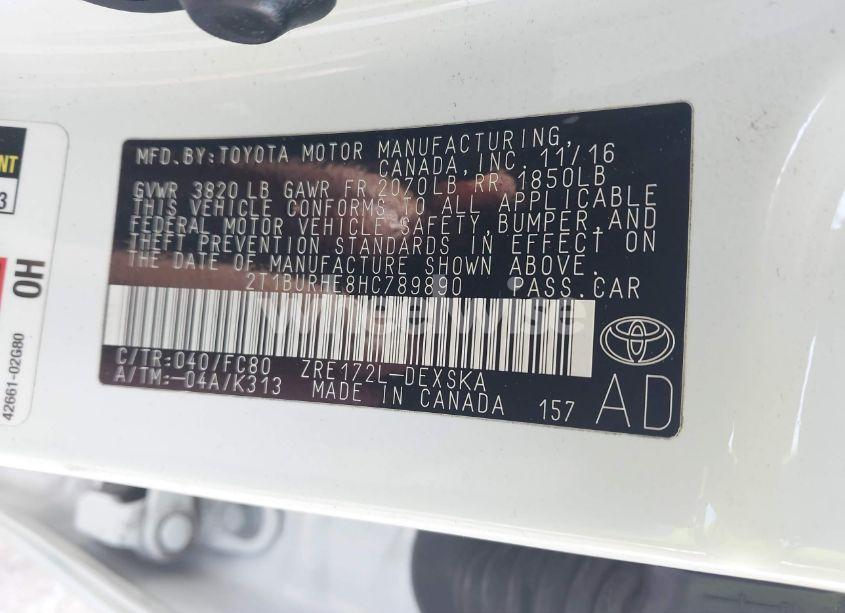 MFD.BY:TOYOTA MOTOR MANUFACTURING,
CANADA,INC. 11/16
GVWR 3820 LB GAWR FR 2070LB RR 1850LB
THIS VEHICLE CONFORMS TO ALL APPLICABLE
FEDERAL MOTOR VEHICLE SAFETY,BUMPER,AND
THEFT PREVENTION STANDARDS IN EFFECT ON
THE DATE OF MANUFACTURE SHOWN ABOVE.
2T1BURHE8HC789890 PASS.CAR
wheelwise
C/TR:040/FC80 ZRE172L-DEXSKA
A/TM:-04A/K313 MADE IN CANADA 157 AD
3
0H
42661-02G80